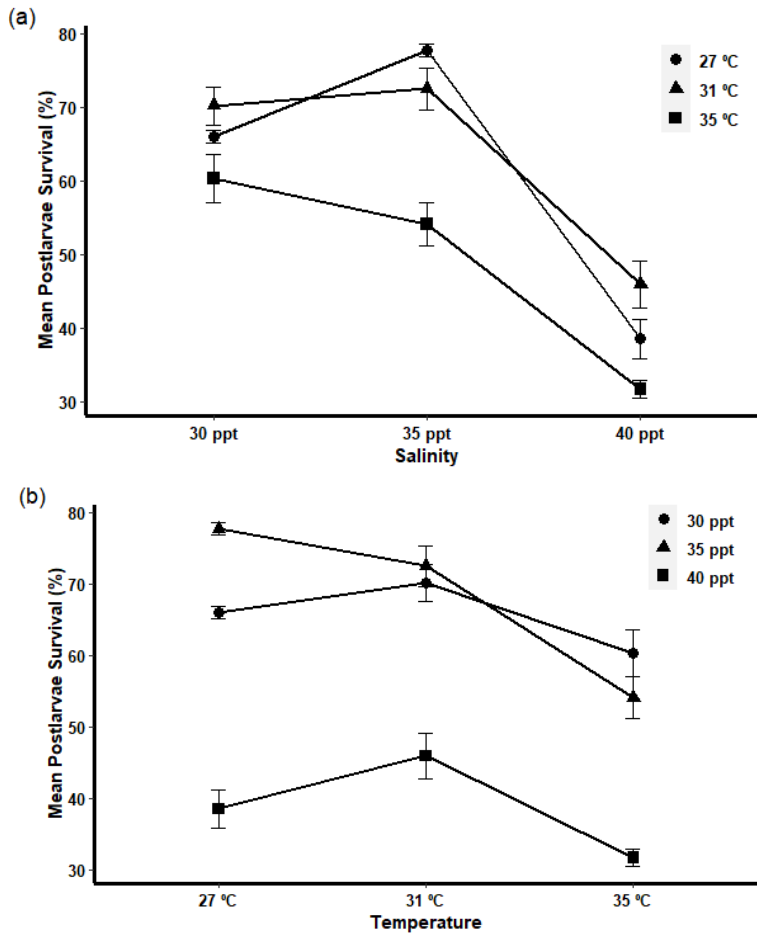 (a)
80
70
60
50
40
30
Mean Postlarvae Survival (%)
27 ºC
31 ºC
35 ºC
30 ppt
35 ppt
40 ppt
Salinity
(b)
80
70
60
50
40
30
Mean Postlarvae Survival (%)
30 ppt
35 ppt
40 ppt
27 ºC
31 ºC
35 ºC
Temperature